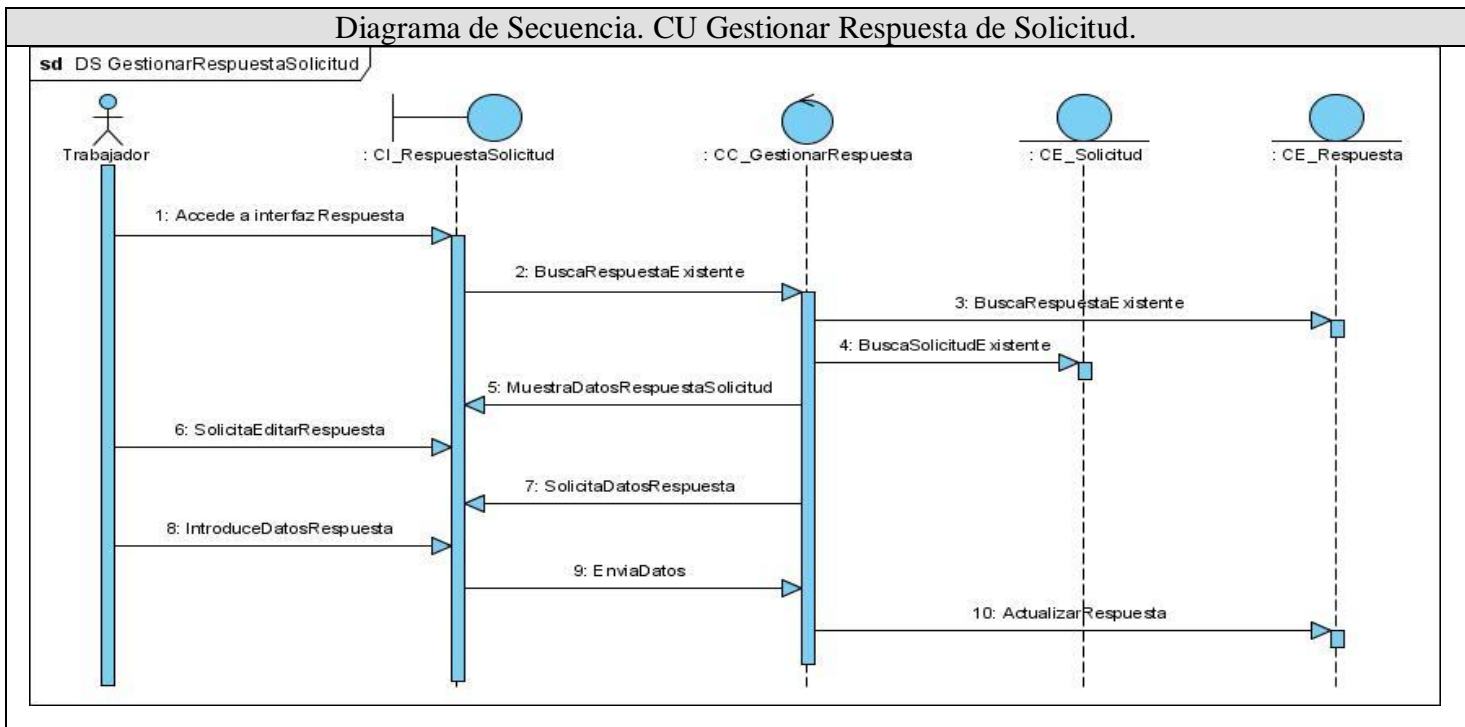 Diagrama de Secuencia. CU Gestionar Respuesta de Solicitud.
sd DS GestionarRespuestaSolicitud
Trabajador
: CI_RespuestaSolicitud
: CC_GestionarRespuesta
: CE_Solicitud
: CE_Respuesta
1: Accede a interfaz Respuesta
2: BuscaRespuestaExistente
3: BuscaRespuestaExistente
4: BuscaSolicitudExistente
5: MuestraDatosRespuestaSolicitud
6: SolicitaEditarRespuesta
7: SolicitaDatosRespuesta
8: IntroduceDatosRespuesta
9: EnviaDatos
10: ActualizarRespuesta